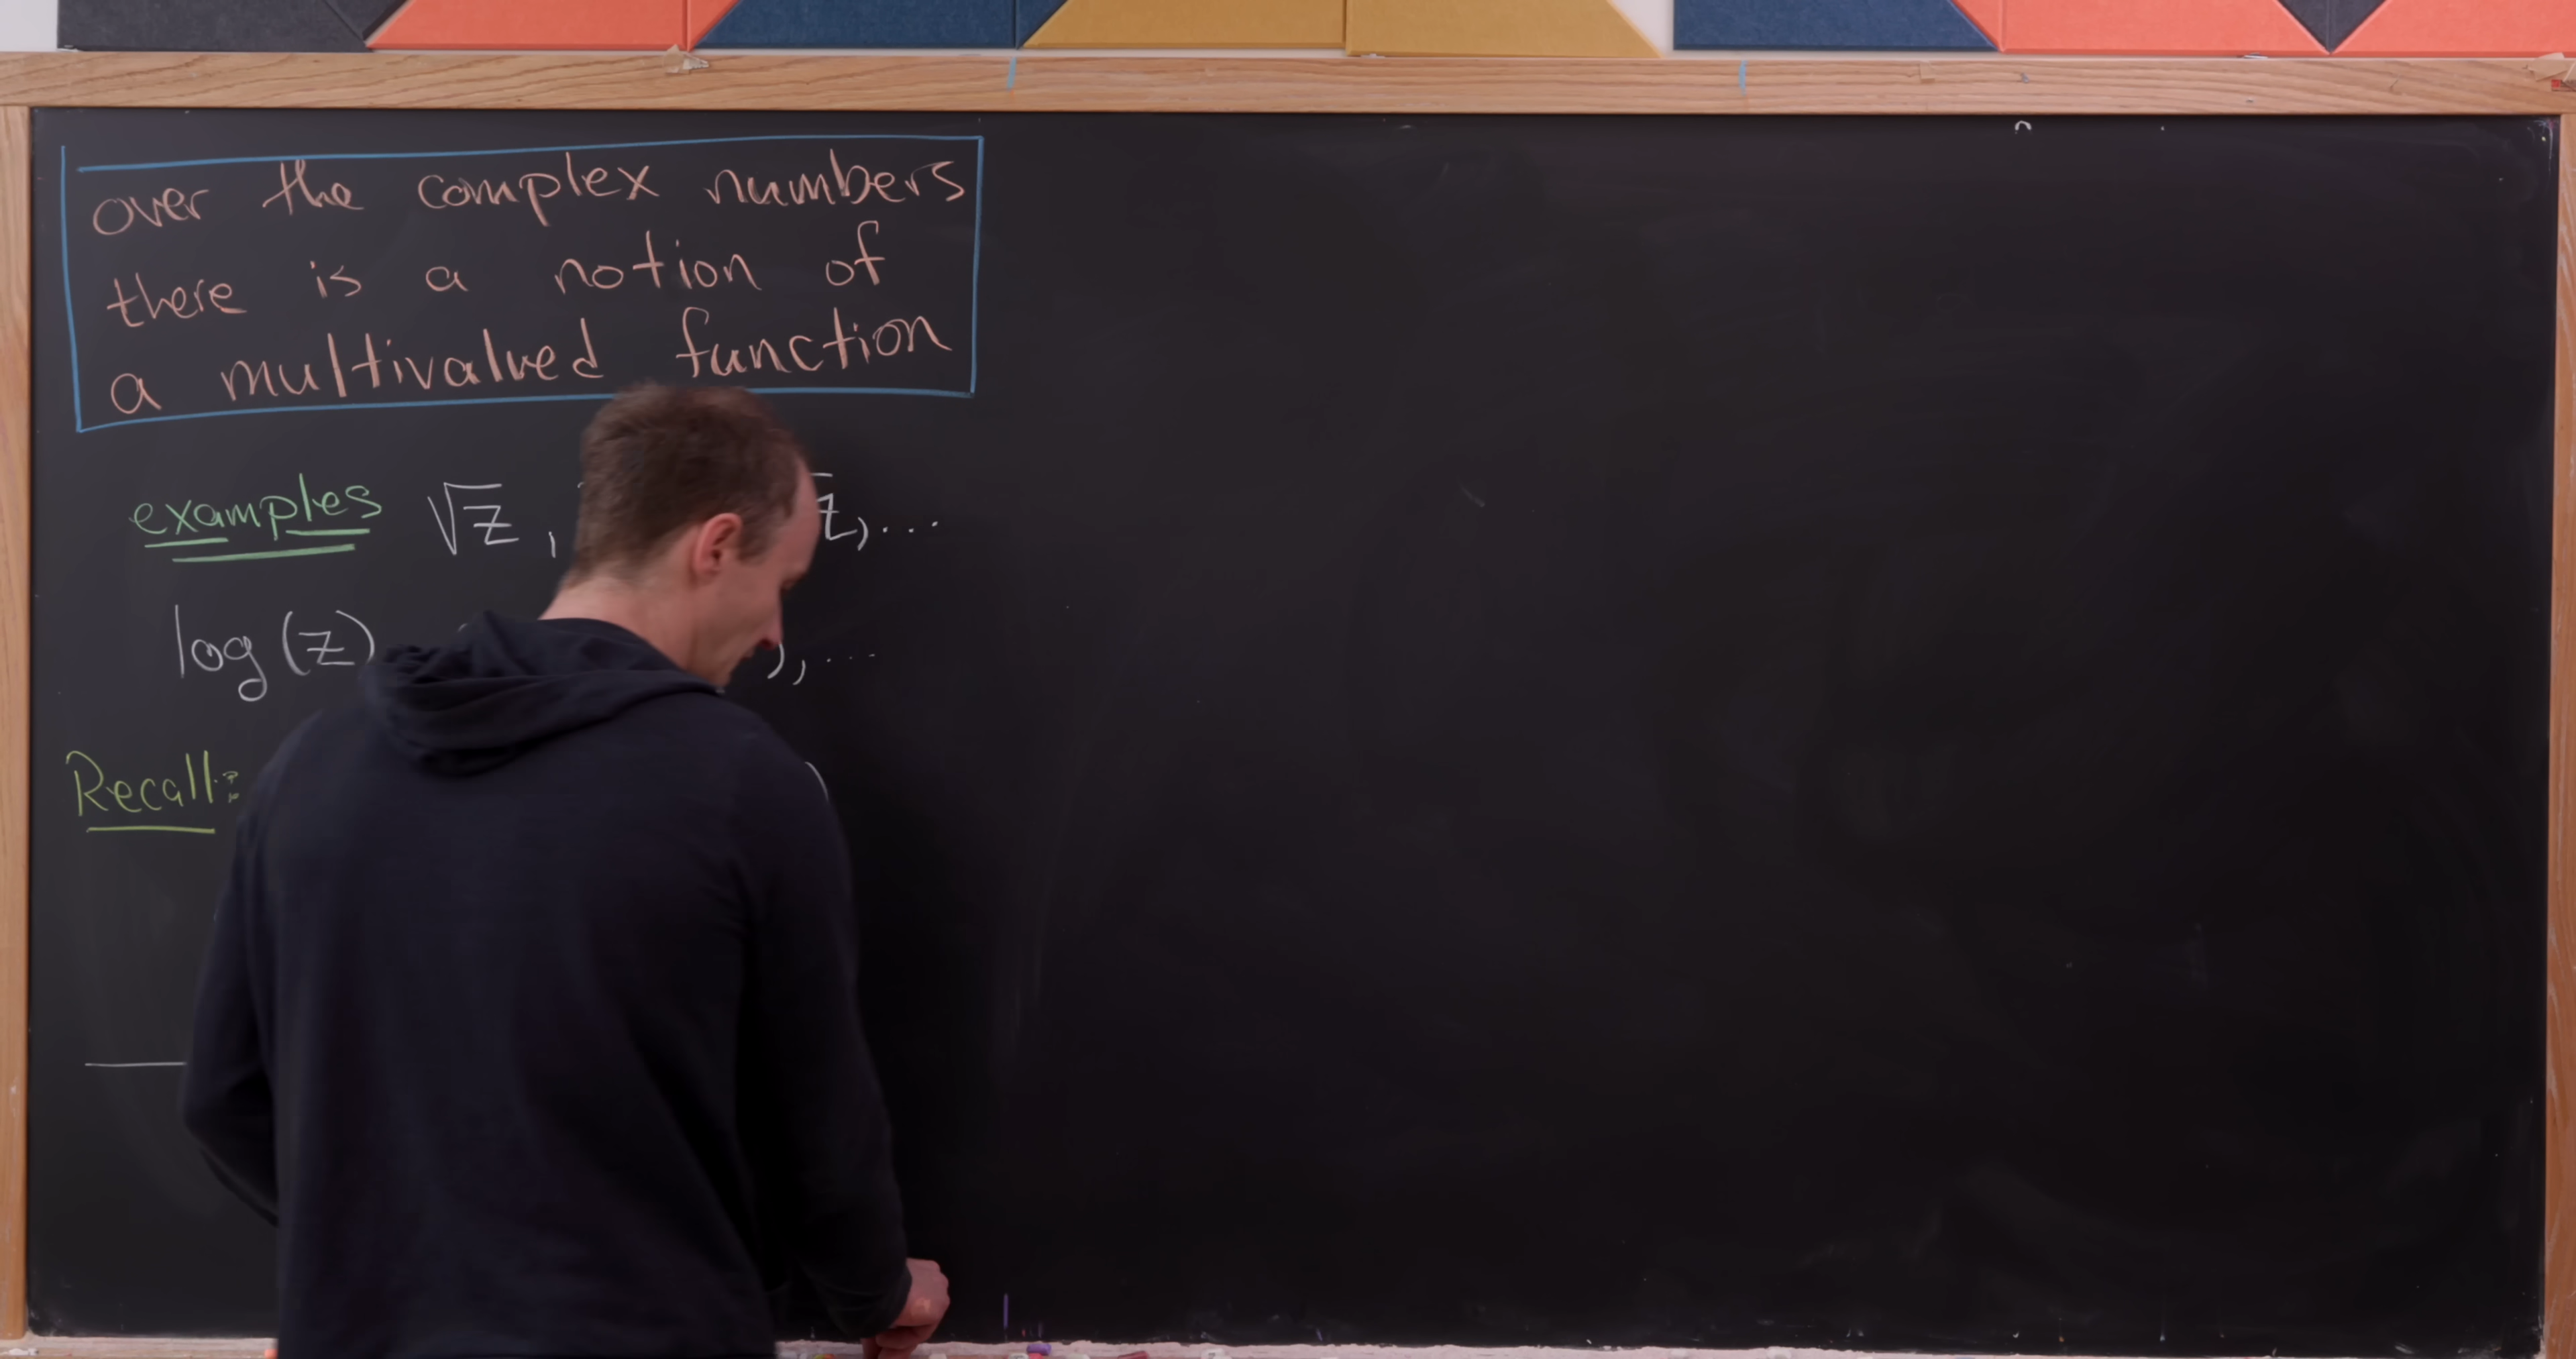 over the complex numbers
there is a notion of
a multivalued function
examples √z , z, ...
log(z) ), ...
Recall: